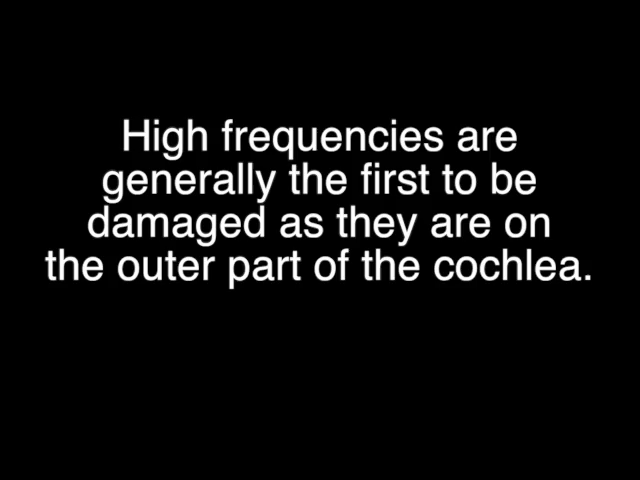 High frequencies are
generally the first to be
damaged as they are on
the outer part of the cochlea.